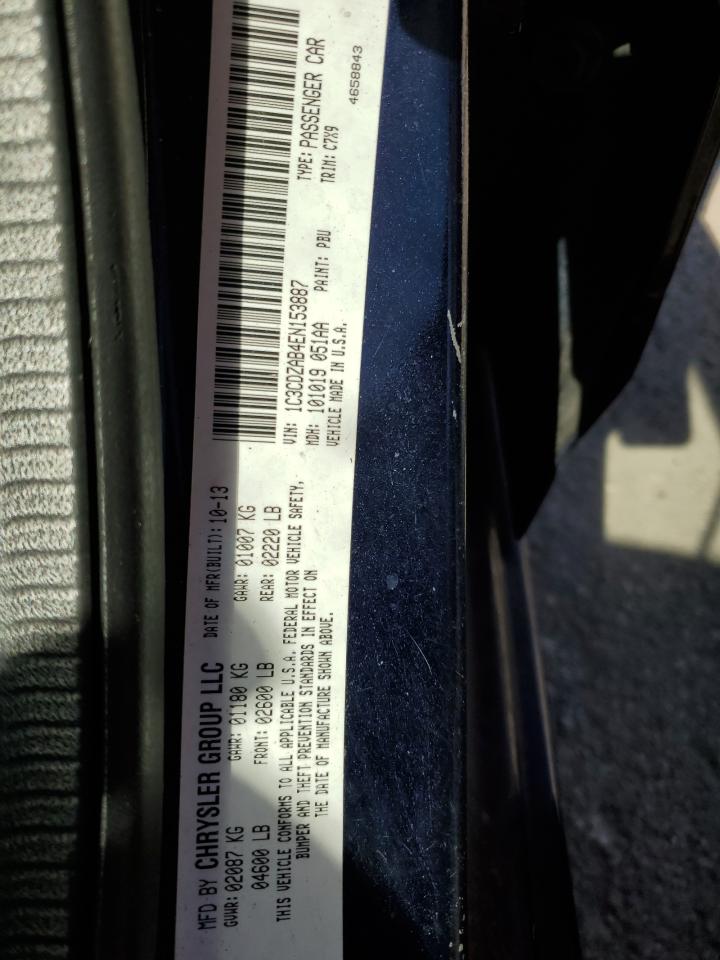 MFD BY CHRYSLER GROUP LLC DATE OF MFR(BUILT): 10-13
GVWR: 02087 KG GAWR: 01180 KG GAWR: 01007 KG
04600 LB FRONT: 02600 LB REAR: 02220 LB
THIS VEHICLE CONFORMS TO ALL APPLICABLE U.S.A. FEDERAL MOTOR VEHICLE SAFETY,
BUMPER AND THEFT PREVENTION STANDARDS IN EFFECT ON
THE DATE OF MANUFACTURE SHOWN ABOVE.
VIN: 1C3CDZAB4EN153887 TYPE: PASSENGER CAR
MDH: 101019 051AA PAINT: PBU TRIM: C7X9
VEHICLE MADE IN U.S.A.
4658843